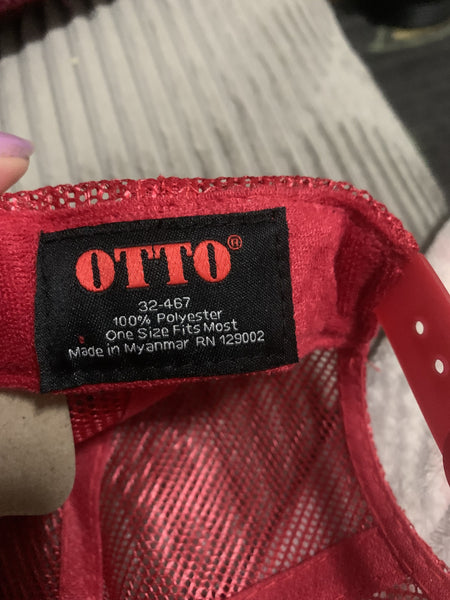 OTTO®
32-467
100% Polyester
One Size Fits Most
Made in Myanmar RN 129002